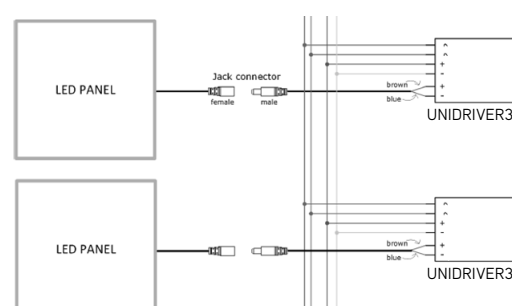 LED PANEL
Jack connector
female
male
brown
blue
^
^
+
-
+
-
UNIDRIVER3
LED PANEL
brown
blue
^
^
+
-
+
-
UNIDRIVER3